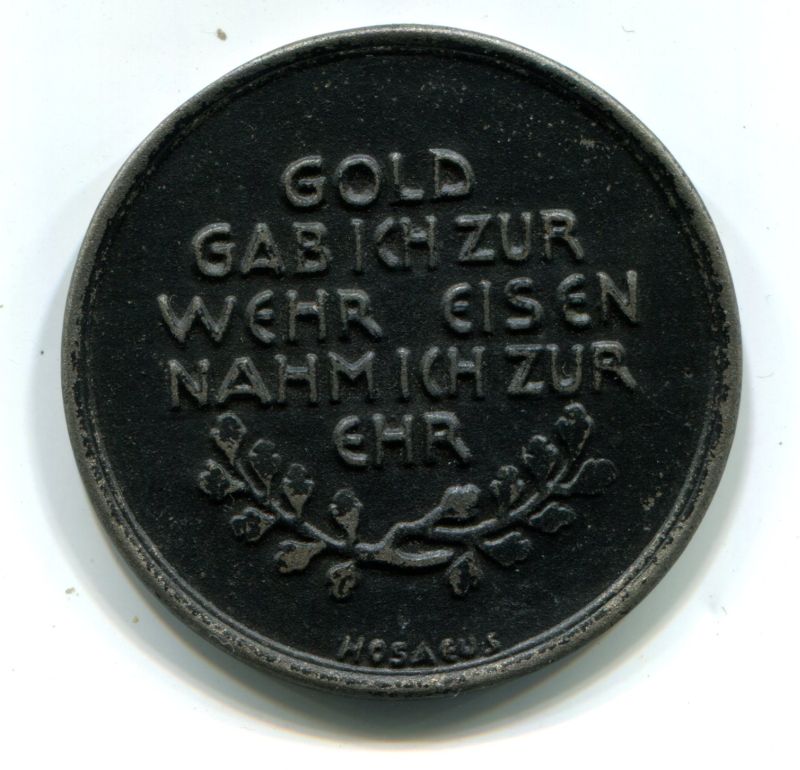 GOLD
GAB ICH ZUR
WEHR EISEN
NAHM ICH ZUR
EHR
HOSAEUS